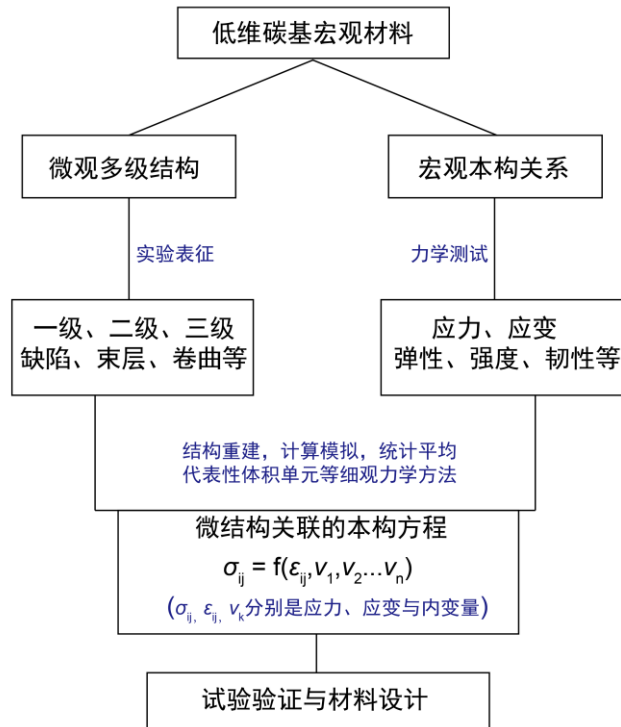 低维碳基宏观材料
微观多级结构
宏观本构关系
实验表征
力学测试
一级、二级、三级
缺陷、束层、卷曲等
应力、应变
弹性、强度、韧性等
结构重建，计算模拟，统计平均
代表性体积单元等细观力学方法
微结构关联的本构方程
σij = f(εij,v1,v2...vn)
(σij, εij, vk分别是应力、应变与内变量)
试验验证与材料设计